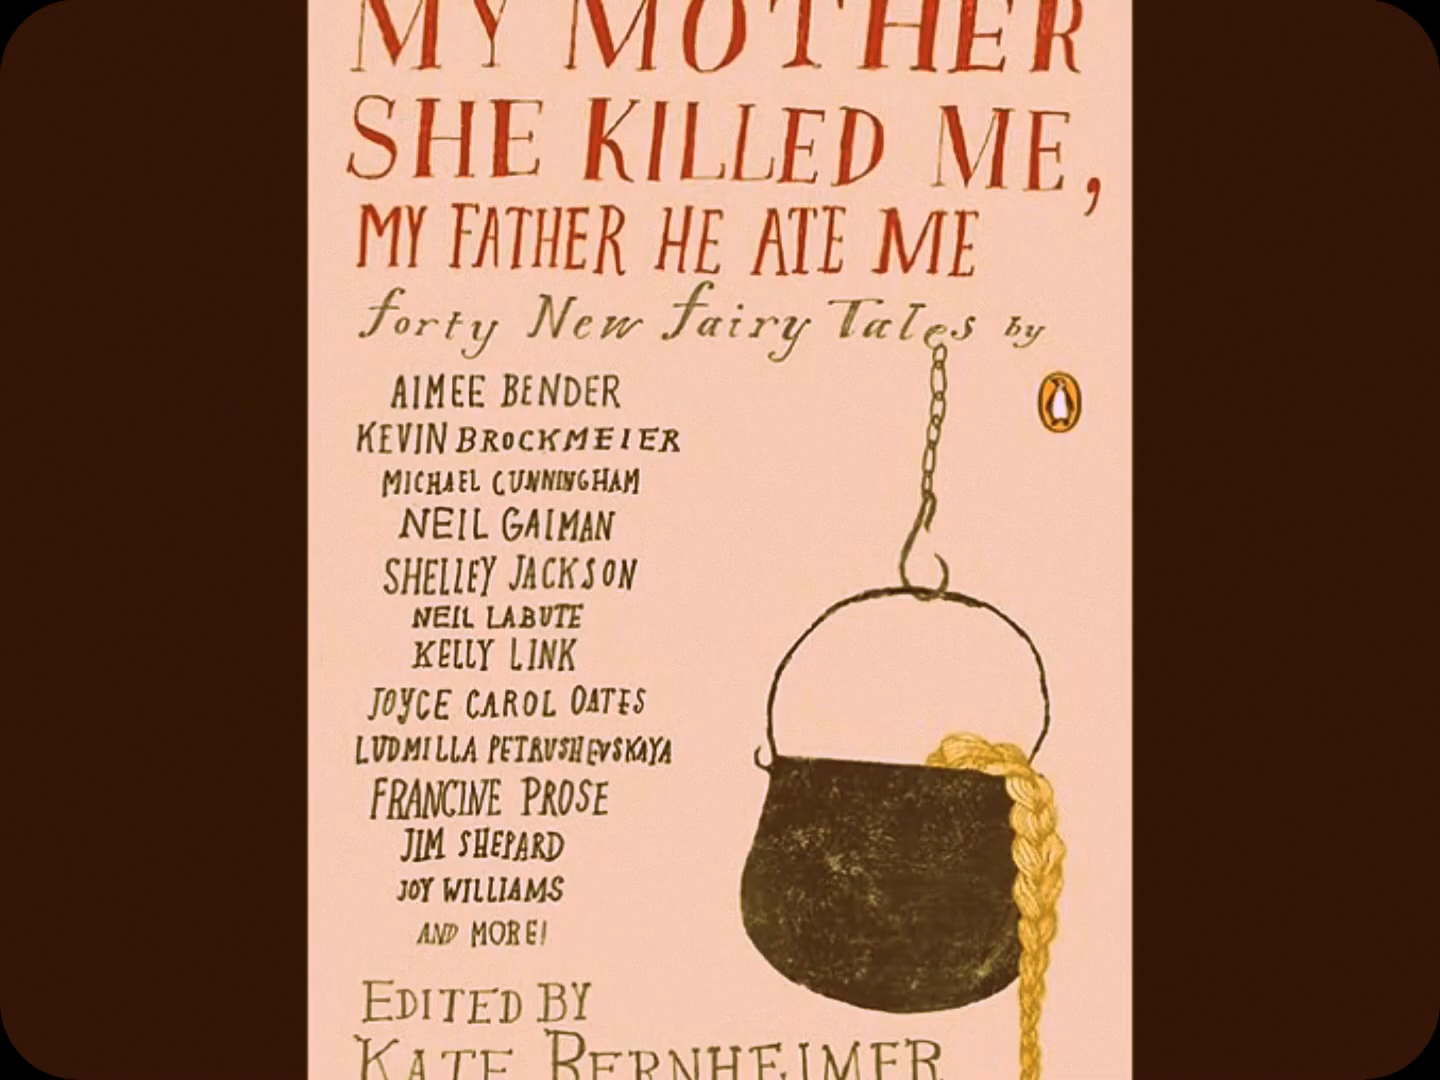 MY MOTHER
SHE KILLED ME,
MY FATHER HE ATE ME
forty New fairy Tales by
AIMEE BENDER
KEVIN BROCKMEIER
MICHAEL CUNNINGHAM
NEIL GAIMAN
SHELLEY JACKSON
NEIL LABUTE
KELLY LINK
JOYCE CAROL OATES
LUDMILLA PETRUSHEVSKAYA
FRANCINE PROSE
JIM SHEPARD
JOY WILLIAMS
AND MORE!
EDITED BY
KATE BERNHEIMER